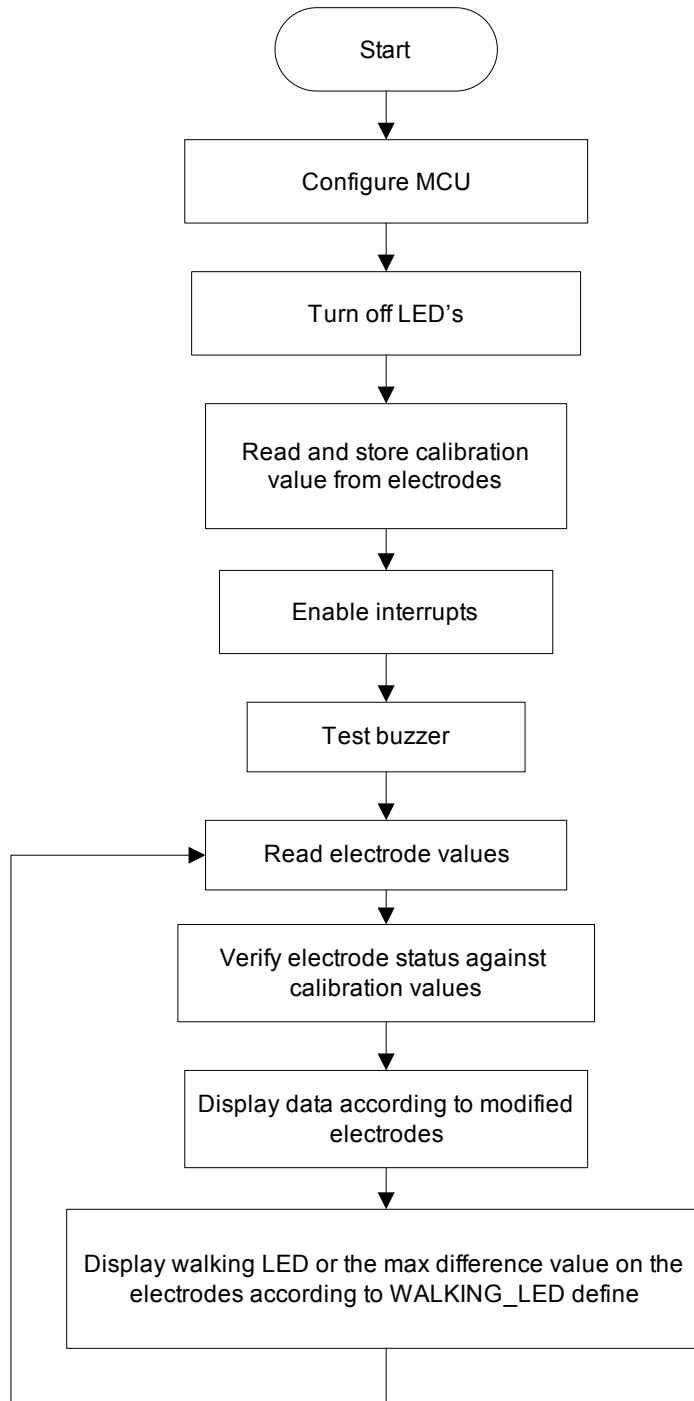 Start
Configure MCU
Turn off LED’s
Read and store calibration
value from electrodes
Enable interrupts
Test buzzer
Read electrode values
Verify electrode status against
calibration values
Display data according to modified
electrodes
Display walking LED or the max difference value on the
electrodes according to WALKING_LED define